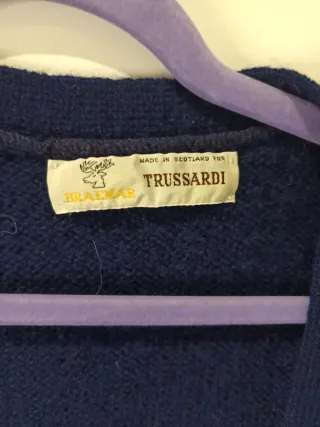 MADE IN SCOTLAND FOR
BRAEMAR
TRUSSARDI